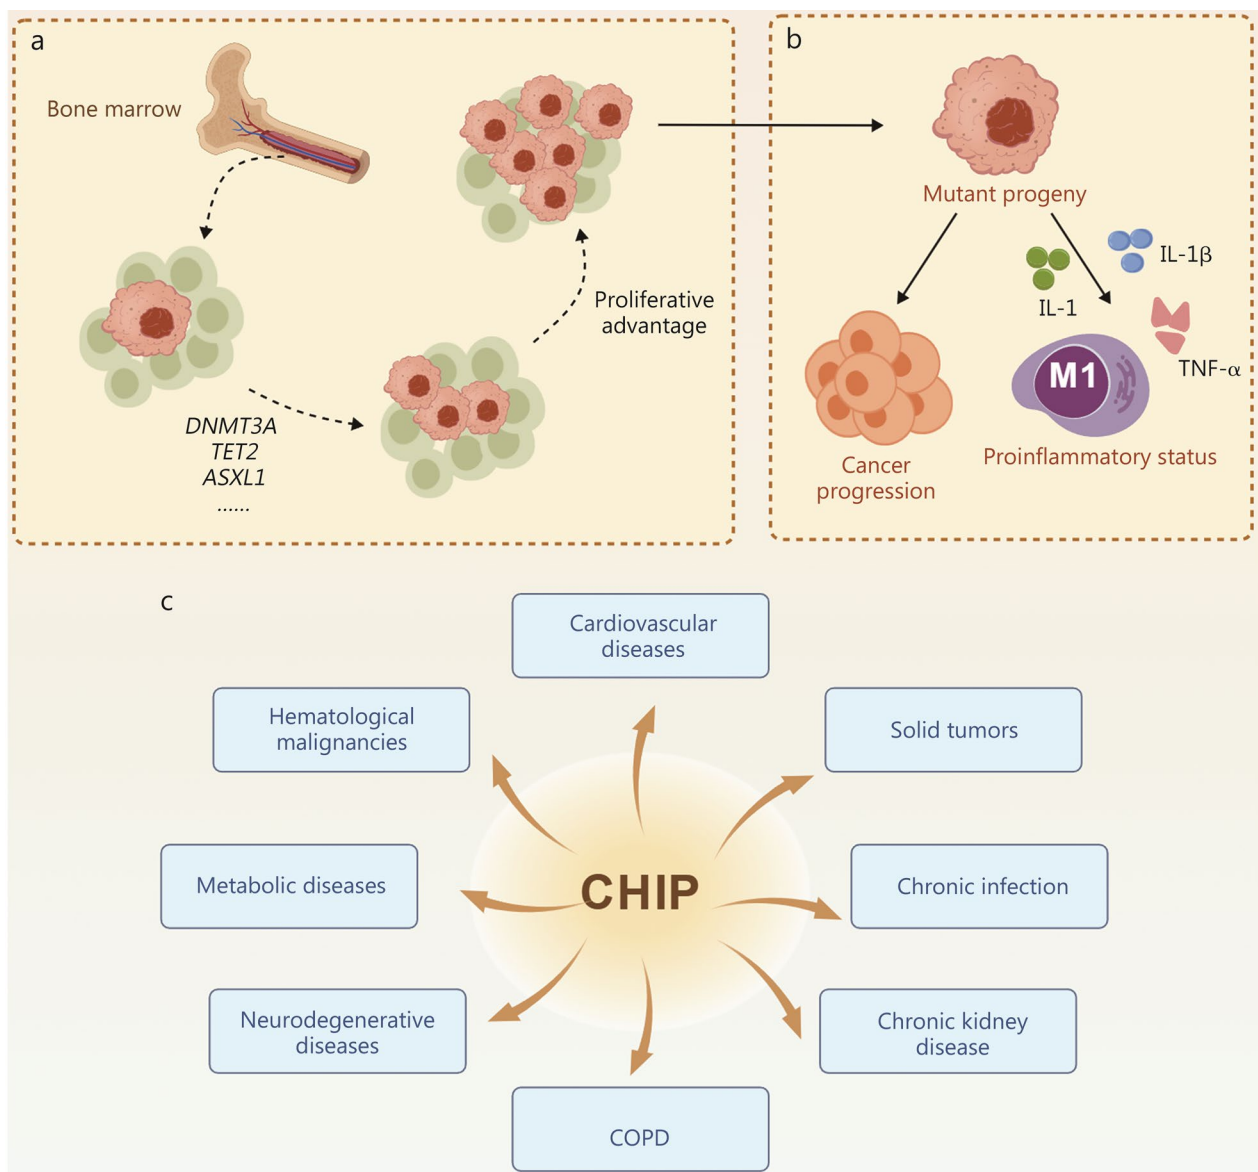 a
Bone marrow
DNMT3A
TET2
ASXL1
......
Proliferative
advantage
b
Mutant progeny
IL-1β
IL-1
TNF-α
M1
Cancer
progression
Proinflammatory status
c
Cardiovascular
diseases
Hematological
malignancies
Solid tumors
Metabolic diseases
CHIP
Chronic infection
Neurodegenerative
diseases
Chronic kidney
disease
COPD